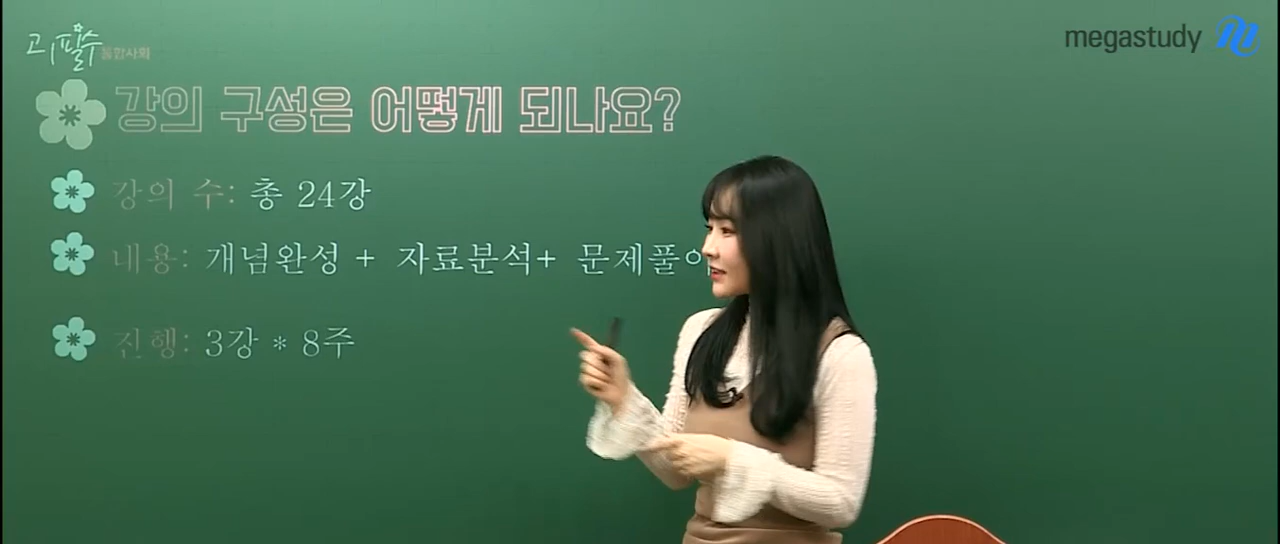 고1필수 통합사회
megastudy
강의 구성은 어떻게 되나요?
강의 수: 총 24강
내용: 개념완성 + 자료분석+ 문제풀이
진행: 3강 * 8주